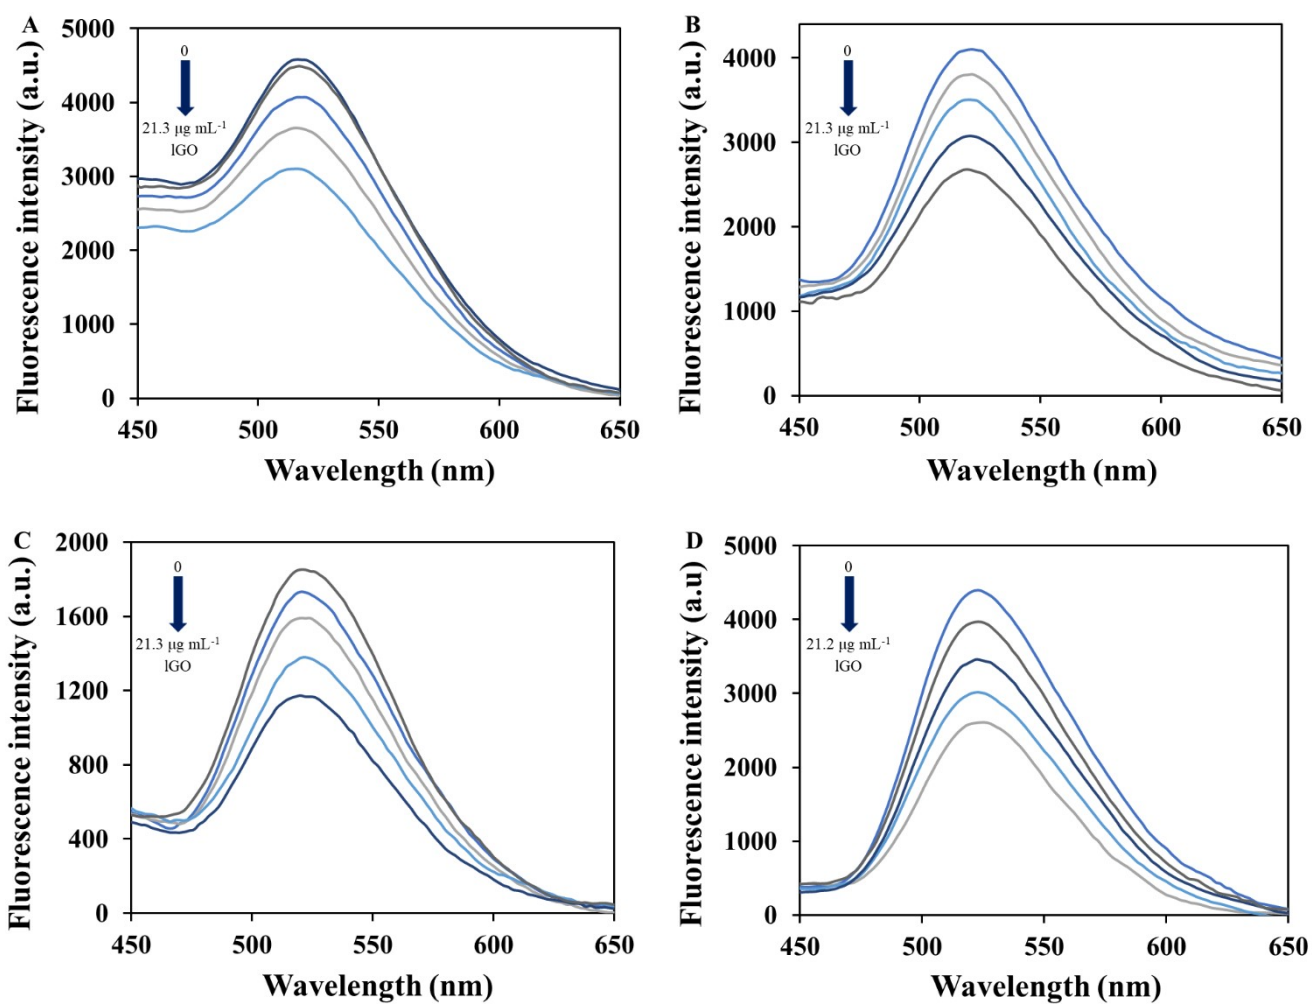 A
Fluorescence intensity (a.u.)
5000
4000
3000
2000
1000
0
0
21.3 μg mL-1
lGO
450 500 550 600 650
Wavelength (nm)
B
Fluorescence intensity (a.u.)
4000
3000
2000
1000
0
0
21.3 μg mL-1
lGO
450 500 550 600 650
Wavelength (nm)
C
Fluorescence intensity (a.u.)
2000
1600
1200
800
400
0
0
21.3 μg mL-1
lGO
450 500 550 600 650
Wavelength (nm)
D
Fluorescence intensity (a.u)
5000
4000
3000
2000
1000
0
0
21.2 μg mL-1
lGO
450 500 550 600 650
Wavelength (nm)